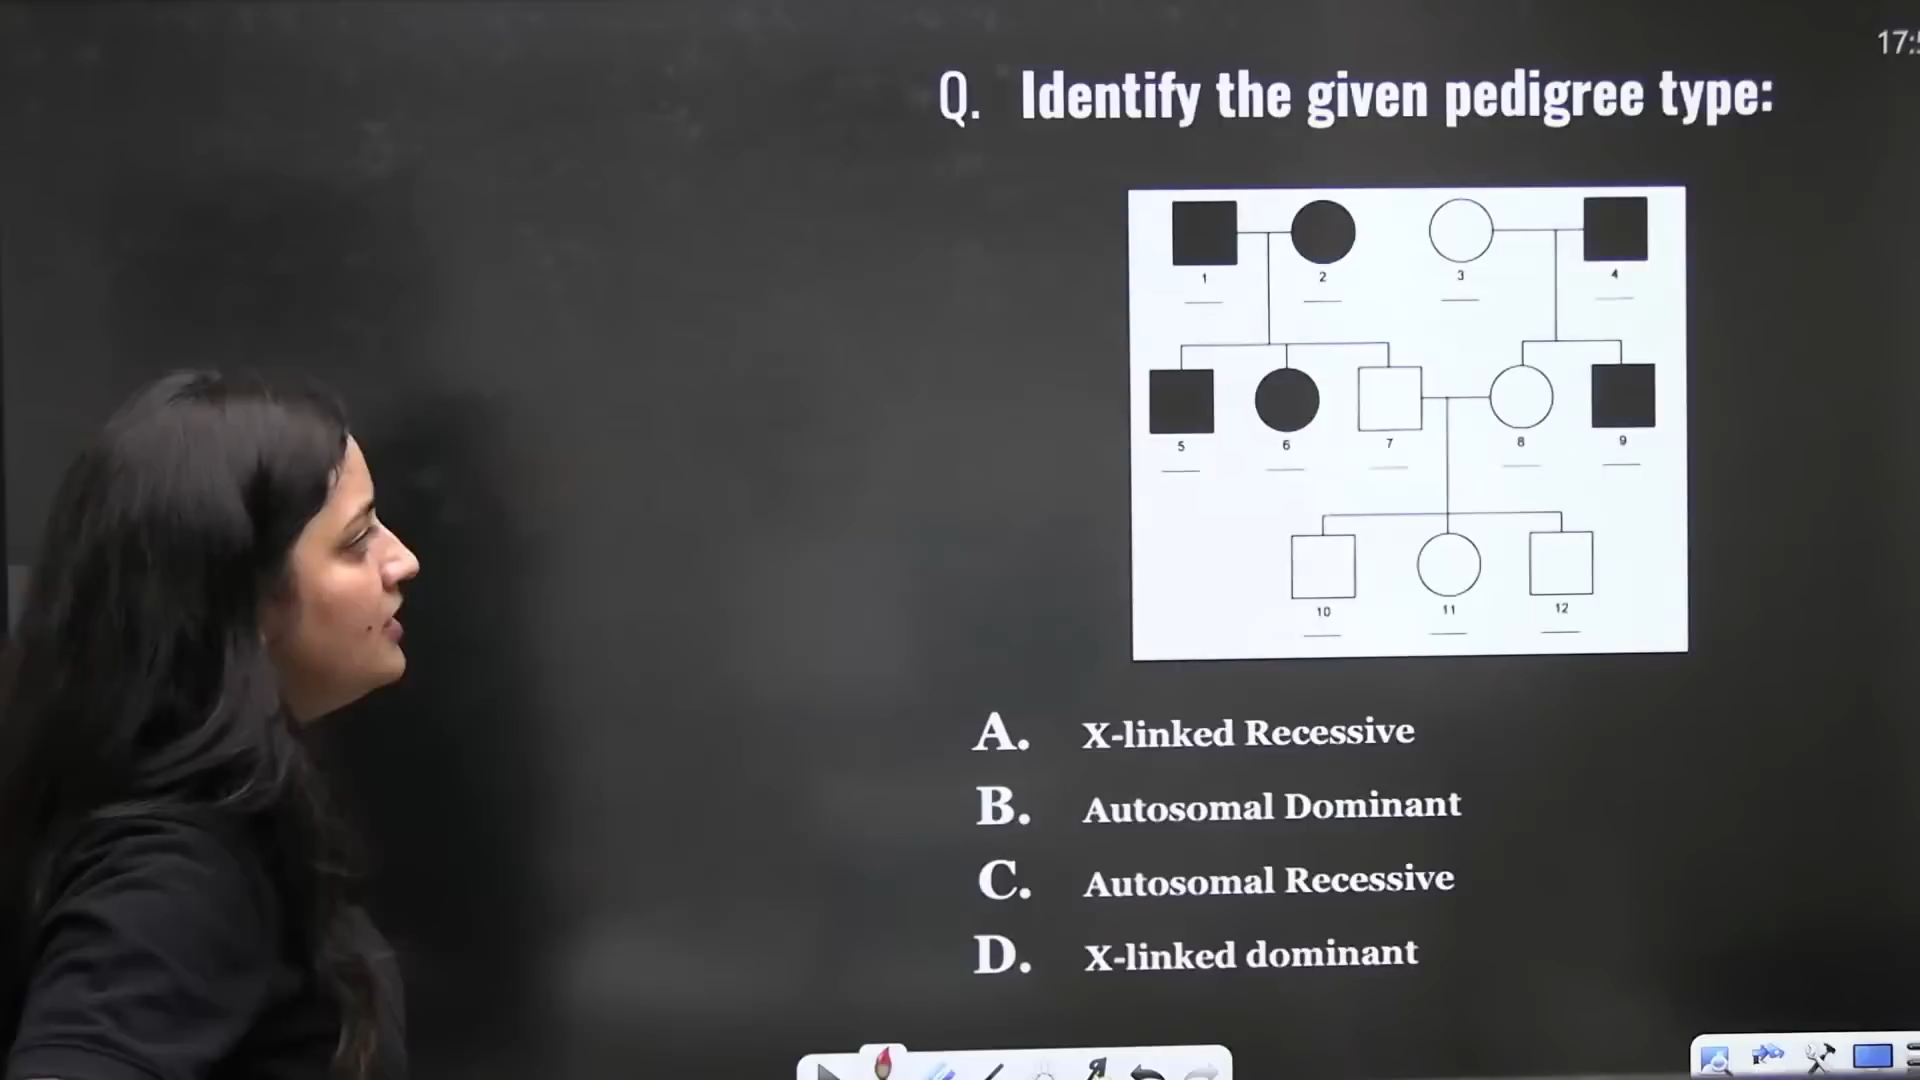 17:5
Q. Identify the given pedigree type:
1 2 3 4
5 6 7 8 9
10 11 12
A. X-linked Recessive
B. Autosomal Dominant
C. Autosomal Recessive
D. X-linked dominant